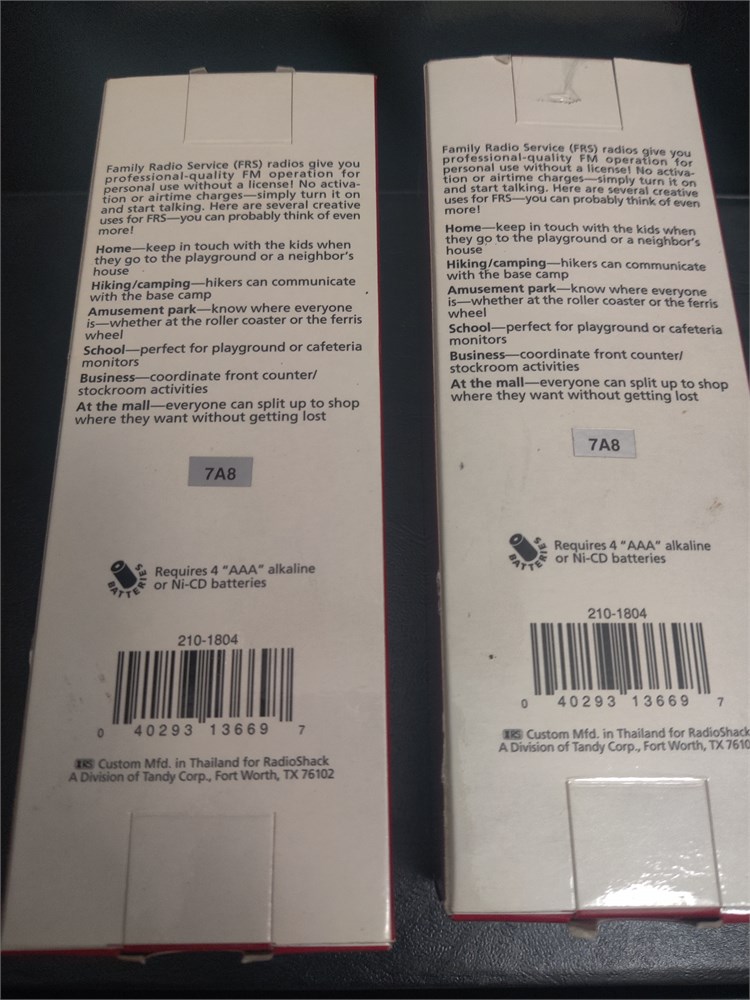 Family Radio Service (FRS) radios give you
professional-quality FM operation for
personal use without a license! No activa-
tion or airtime charges—simply turn it on
and start talking. Here are several creative
uses for FRS—you can probably think of even
more!
Home—keep in touch with the kids when
they go to the playground or a neighbor's
house
Hiking/camping—hikers can communicate
with the base camp
Amusement park—know where everyone
is—whether at the roller coaster or the ferris
wheel
School—perfect for playground or cafeteria
monitors
Business—coordinate front counter/
stockroom activities
At the mall—everyone can split up to shop
where they want without getting lost
7A8
BATTERIES
Requires 4 "AAA" alkaline
or Ni-CD batteries
210-1804
0 40293 13669 7
IRS Custom Mfd. in Thailand for RadioShack
A Division of Tandy Corp., Fort Worth, TX 76102
Family Radio Service (FRS) radios give you
professional-quality FM operation for
personal use without a license! No activa-
tion or airtime charges—simply turn it on
and start talking. Here are several creative
uses for FRS—you can probably think of even
more!
Home—keep in touch with the kids when
they go to the playground or a neighbor's
house
Hiking/camping—hikers can communicate
with the base camp
Amusement park—know where everyone
is—whether at the roller coaster or the ferris
wheel
School—perfect for playground or cafeteria
monitors
Business—coordinate front counter/
stockroom activities
At the mall—everyone can split up to shop
where they want without getting lost
7A8
BATTERIES
Requires 4 "AAA" alkaline
or Ni-CD batteries
210-1804
0 40293 13669 7
IRS Custom Mfd. in Thailand for RadioShack
A Division of Tandy Corp., Fort Worth, TX 7610